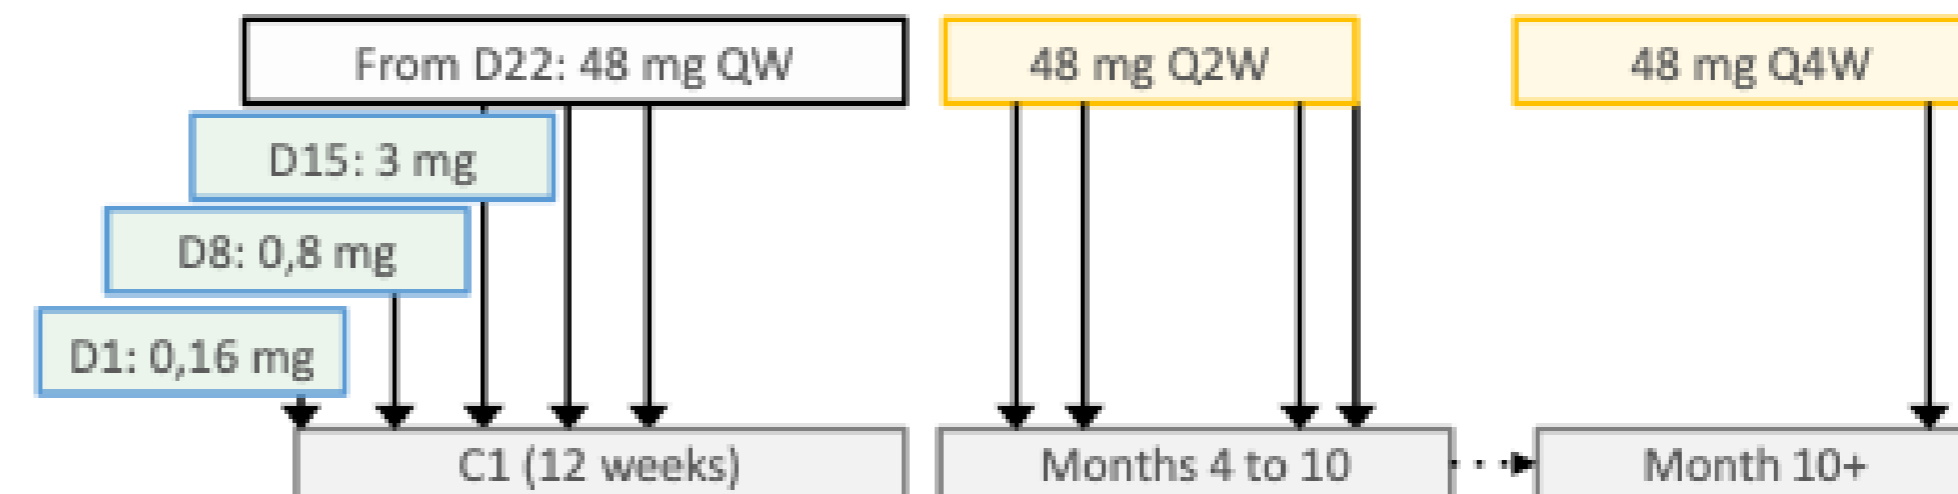 From D22: 48 mg QW
48 mg Q2W
48 mg Q4W
D15: 3 mg
D8: 0,8 mg
D1: 0,16 mg
C1 (12 weeks)
Months 4 to 10
Month 10+